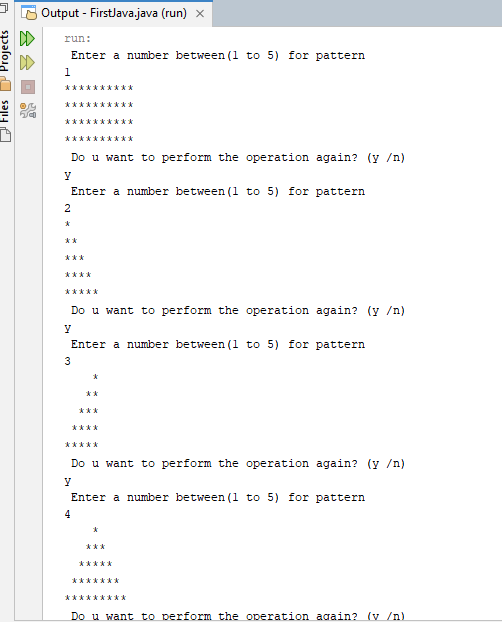 Output - FirstJava.java (run) ×
Projects
Files
run:
 Enter a number between(1 to 5) for pattern
1
**********
**********
**********
**********
 Do u want to perform the operation again? (y /n)
y
 Enter a number between(1 to 5) for pattern
2
*
**
***
****
*****
 Do u want to perform the operation again? (y /n)
y
 Enter a number between(1 to 5) for pattern
3
    *
   **
  ***
 ****
*****
 Do u want to perform the operation again? (y /n)
y
 Enter a number between(1 to 5) for pattern
4
    *
   ***
  *****
 *******
*********
 Do u want to perform the operation again? (y /n)